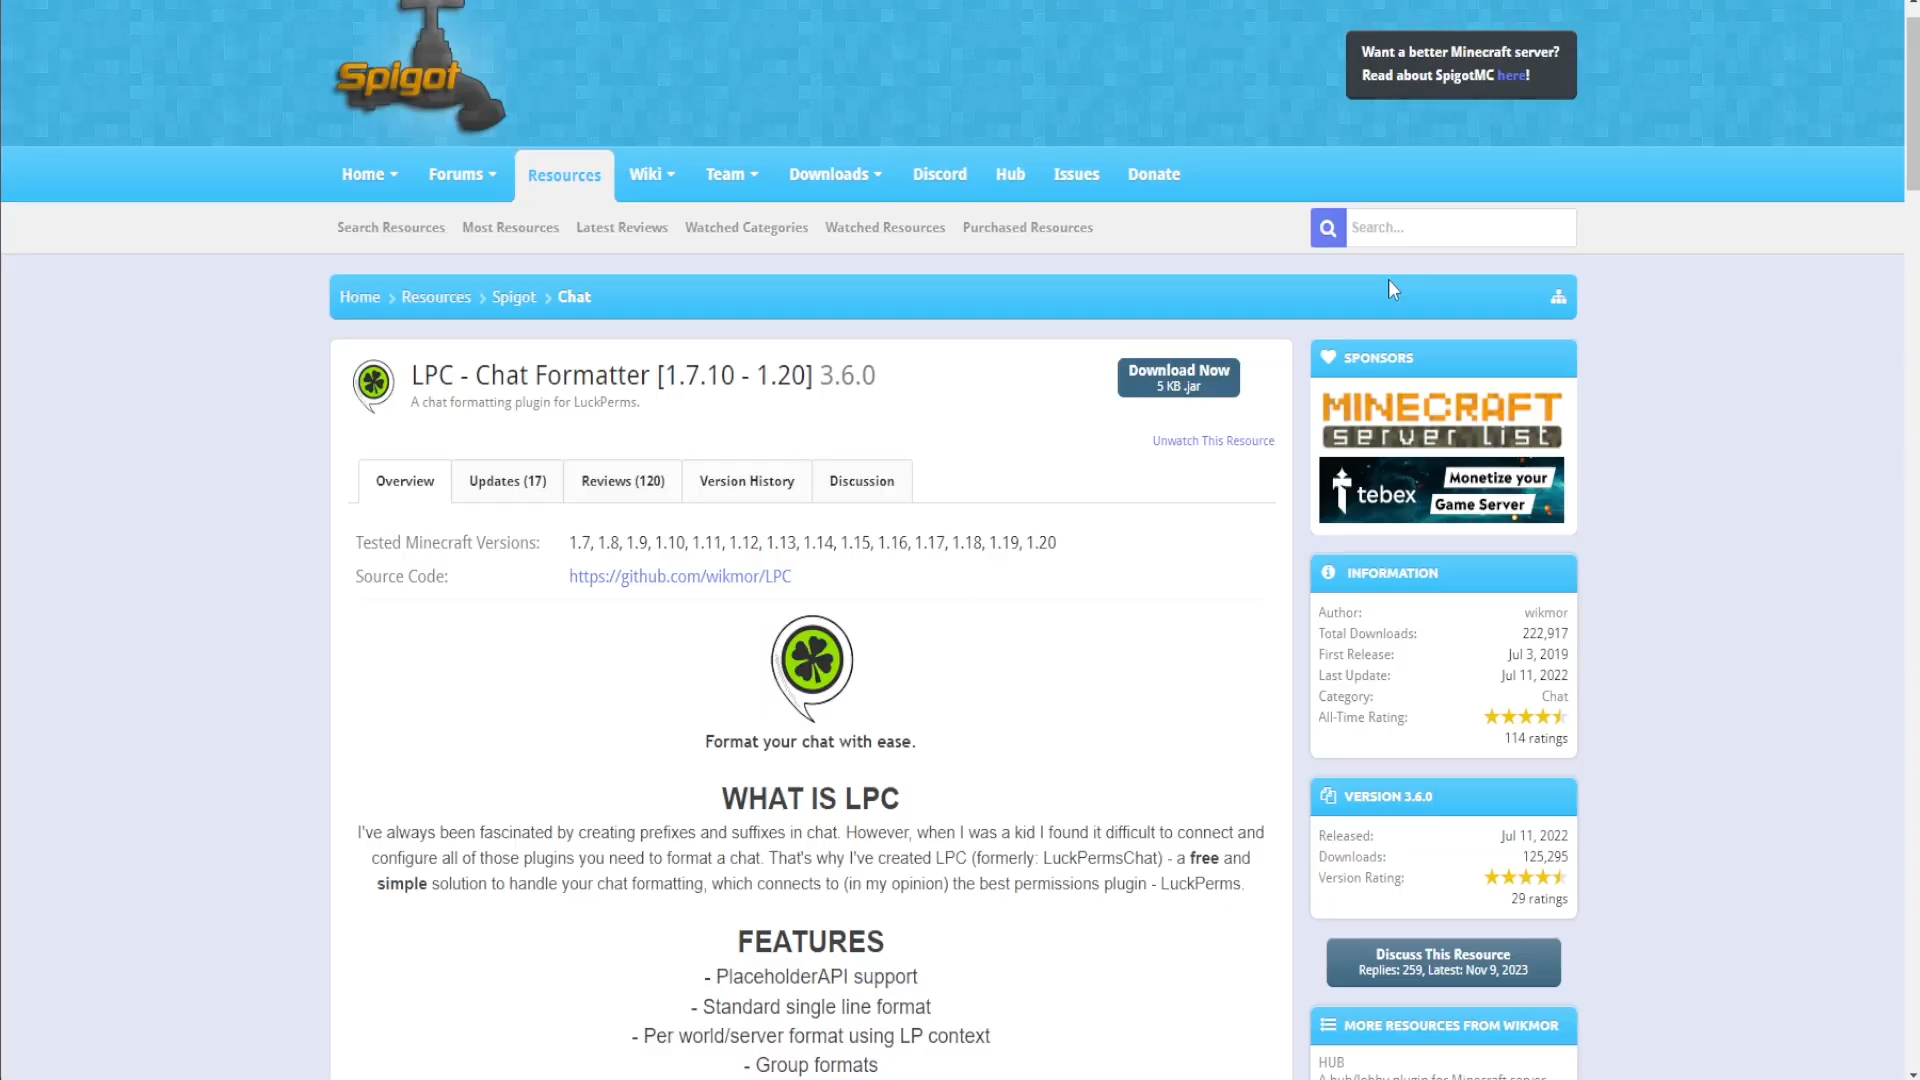 Spigot
Want a better Minecraft server?
Read about SpigotMC here!
Home
Forums
Resources
Wiki
Team
Downloads
Discord
Hub
Issues
Donate
Search Resources
Most Resources
Latest Reviews
Watched Categories
Watched Resources
Purchased Resources
Search...
Home > Resources > Spigot > Chat
LPC - Chat Formatter [1.7.10 - 1.20] 3.6.0
A chat formatting plugin for LuckPerms.
Download Now
5 KB .jar
Unwatch This Resource
Overview
Updates (17)
Reviews (120)
Version History
Discussion
Tested Minecraft Versions: 1.7, 1.8, 1.9, 1.10, 1.11, 1.12, 1.13, 1.14, 1.15, 1.16, 1.17, 1.18, 1.19, 1.20
Source Code: https://github.com/wikmor/LPC
Format your chat with ease.
WHAT IS LPC
I've always been fascinated by creating prefixes and suffixes in chat. However, when I was a kid I found it difficult to connect and
configure all of those plugins you need to format a chat. That's why I've created LPC (formerly: LuckPermsChat) - a free and
simple solution to handle your chat formatting, which connects to (in my opinion) the best permissions plugin - LuckPerms.
FEATURES
- PlaceholderAPI support
- Standard single line format
- Per world/server format using LP context
- Group formats
SPONSORS
MINECRAFT
server list
tebex
Monetize your
Game Server
INFORMATION
Author: wikmor
Total Downloads: 222,917
First Release: Jul 3, 2019
Last Update: Jul 11, 2022
Category: Chat
All-Time Rating:
114 ratings
VERSION 3.6.0
Released: Jul 11, 2022
Downloads: 125,295
Version Rating:
29 ratings
Discuss This Resource
Replies: 259, Latest: Nov 9, 2023
MORE RESOURCES FROM WIKMOR
HUB
A hub/lobby plugin for Minecraft server